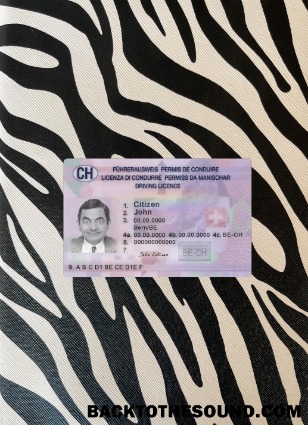 CH
FÜHRERAUSWEIS PERMIS DE CONDUIRE
LICENZA DI CONDURRE PERMISS DA MANISCHAR
DRIVING LICENCE
1. Citizen
2. John
3. 00.00.0000
Bern/BE
4a. 00.00.0000 4b. 00.00.0000 4c. BE-CH
5. 000000000000
7. John Citizen
BE-CH
9. A B C D1 BE CE D1E F
BACKTOTHESOUND.COM